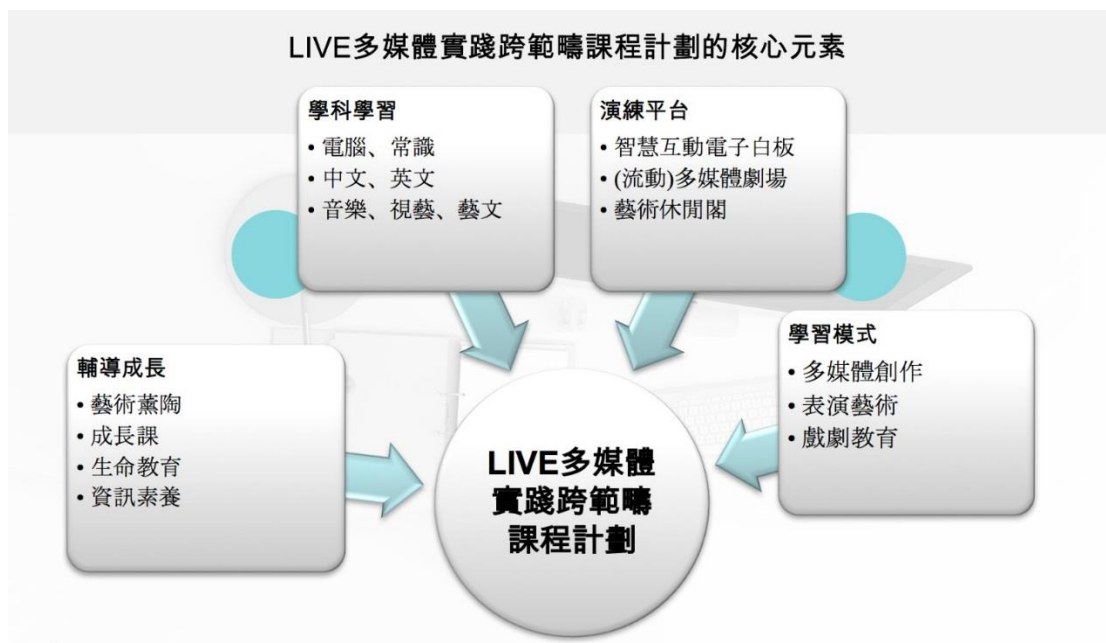 LIVE多媒體實踐跨範疇課程計劃的核心元素
學科學習
• 電腦、常識
• 中文、英文
• 音樂、視藝、藝文
演練平台
• 智慧互動電子白板
• (流動)多媒體劇場
• 藝術休閒閣
輔導成長
• 藝術薰陶
• 成長課
• 生命教育
• 資訊素養
學習模式
• 多媒體創作
• 表演藝術
• 戲劇教育
LIVE多媒體
實踐跨範疇
課程計劃